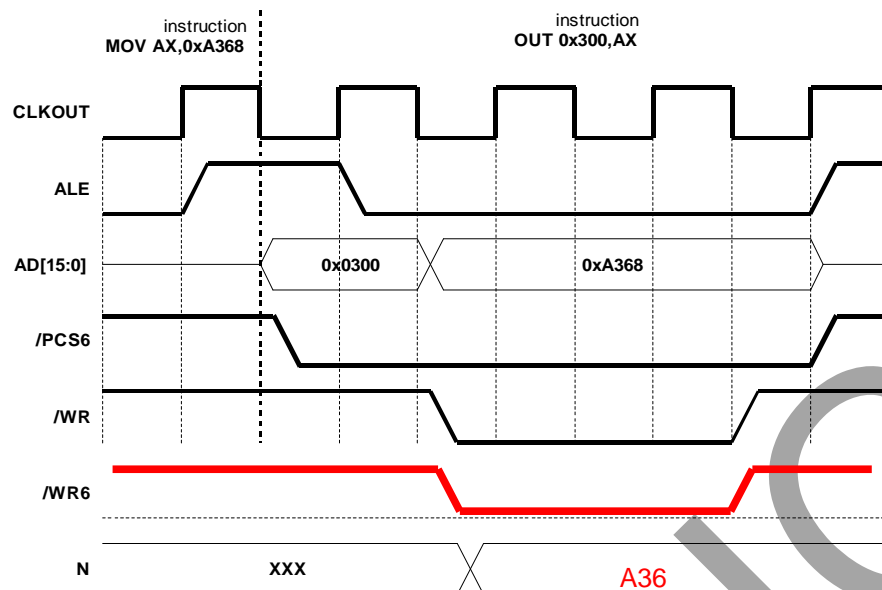 instruction
MOV AX,0xA368
instruction
OUT 0x300,AX
CLKOUT
ALE
AD[15:0]
0x0300
0xA368
/PCS6
/WR
/WR6
N
XXX
A36